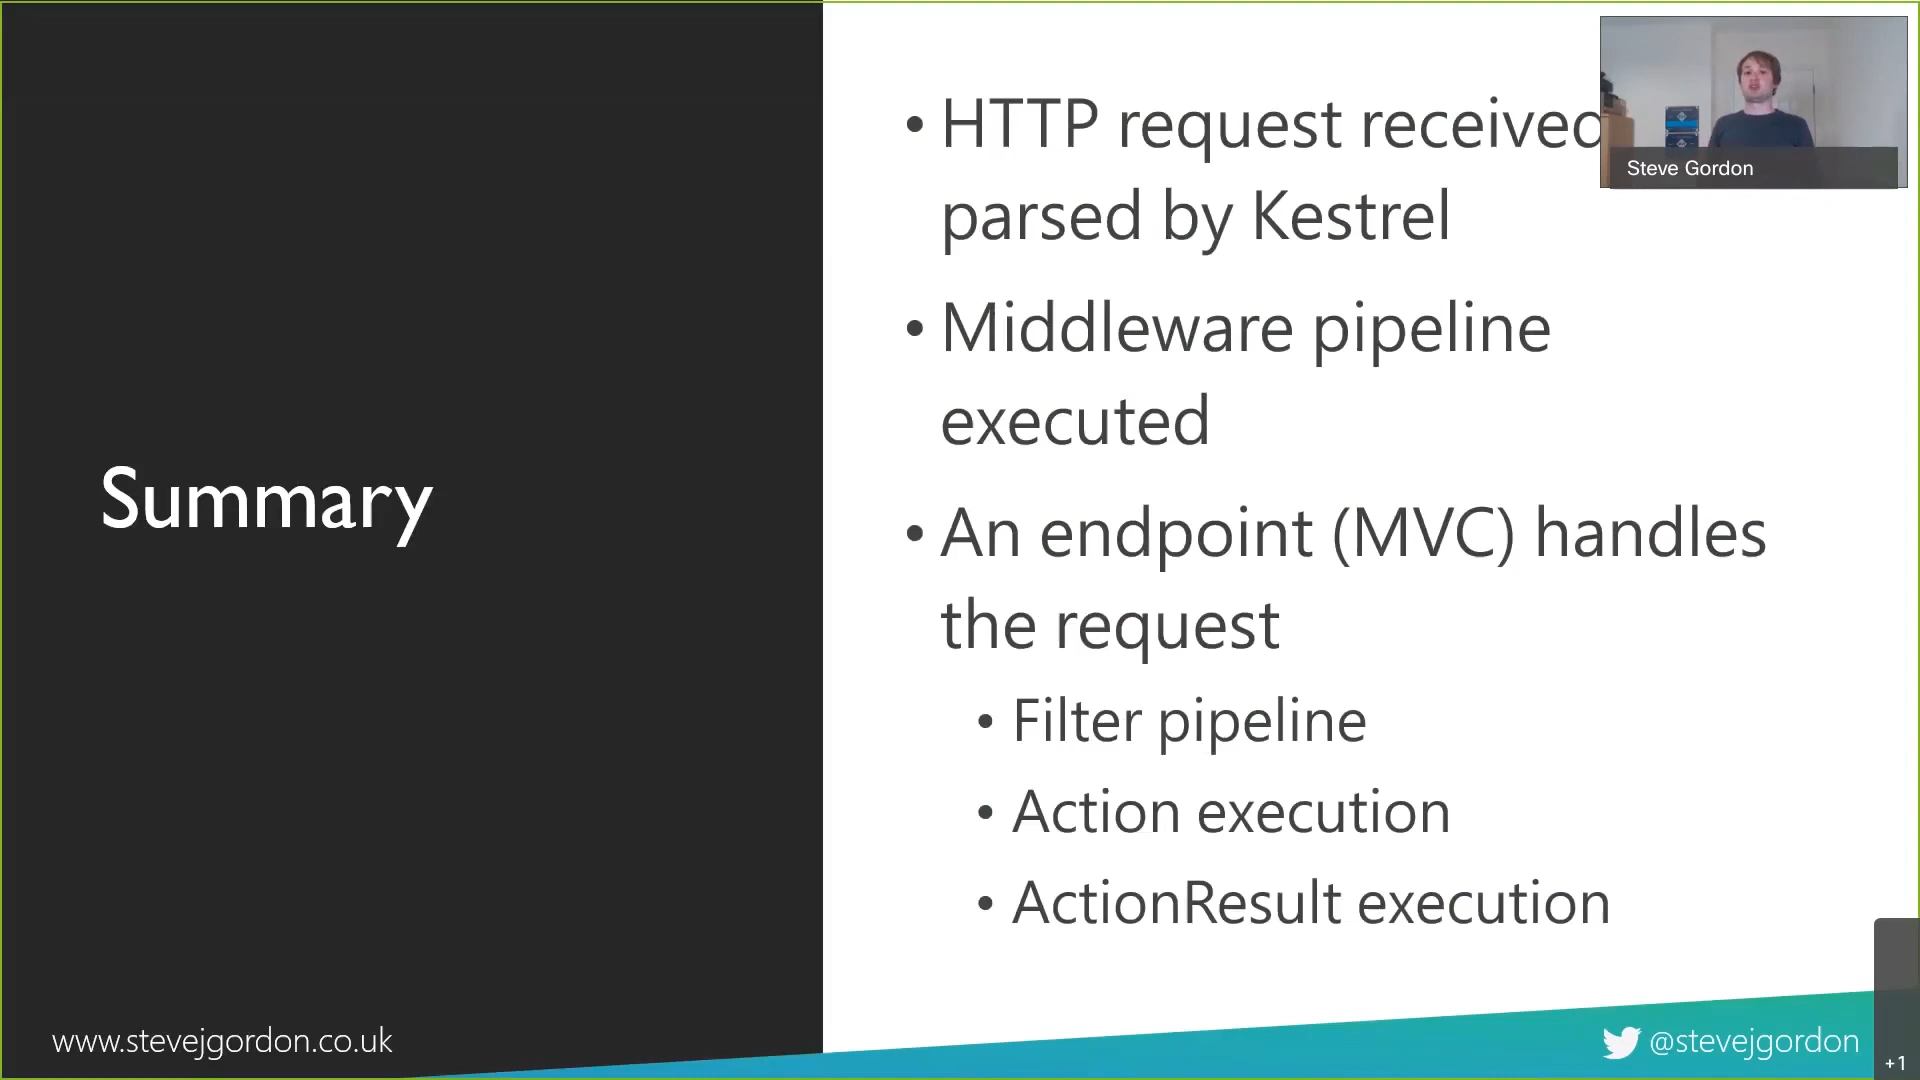 Summary
• HTTP request received
parsed by Kestrel
• Middleware pipeline
executed
• An endpoint (MVC) handles
the request
• Filter pipeline
• Action execution
• ActionResult execution
Steve Gordon
www.stevejgordon.co.uk
@stevejgordon
+1